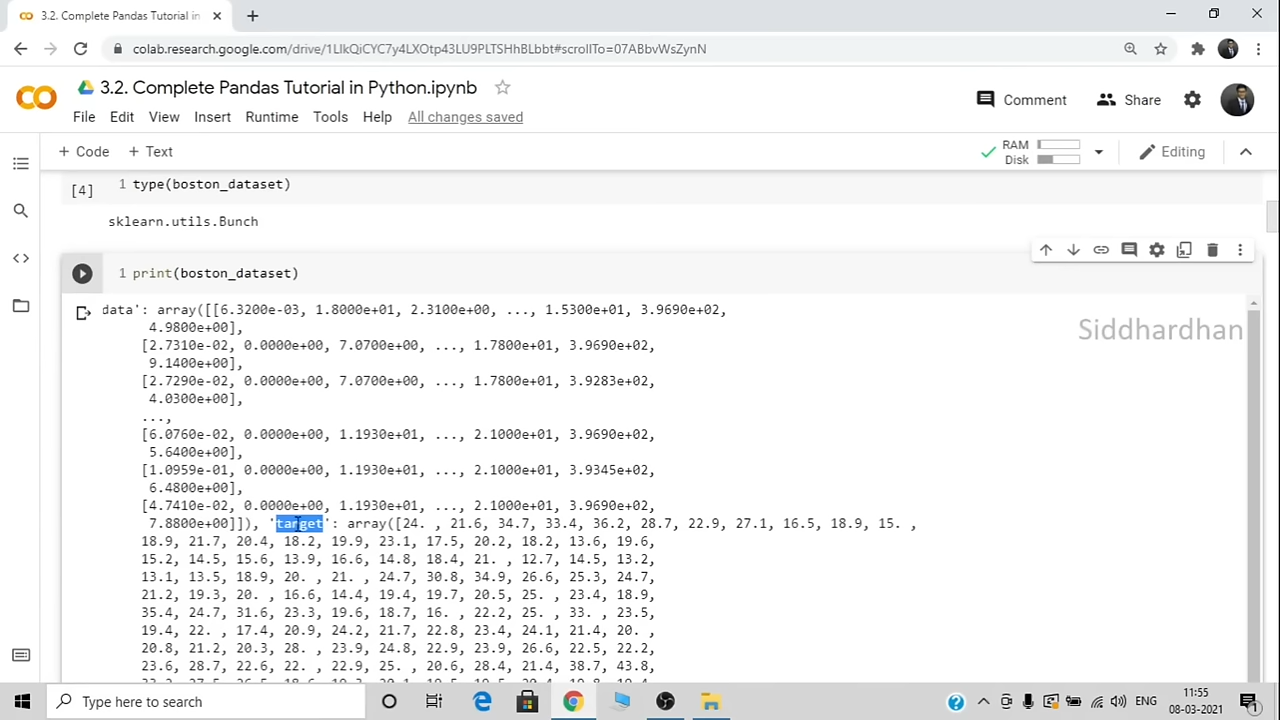 3.2. Complete Pandas Tutorial in
colab.research.google.com/drive/1LIkQiCYC7y4LXOtp43LU9PLTSHhBLbbt#scrollTo=07ABbvWsZynN
3.2. Complete Pandas Tutorial in Python.ipynb
Comment Share
File Edit View Insert Runtime Tools Help All changes saved
+ Code + Text
RAM
Disk
Editing
[4] 1 type(boston_dataset)
sklearn.utils.Bunch
1 print(boston_dataset)
data': array([[6.3200e-03, 1.8000e+01, 2.3100e+00, ..., 1.5300e+01, 3.9690e+02,
4.9800e+00],
Siddhardhan
[2.7310e-02, 0.0000e+00, 7.0700e+00, ..., 1.7800e+01, 3.9690e+02,
9.1400e+00],
[2.7290e-02, 0.0000e+00, 7.0700e+00, ..., 1.7800e+01, 3.9283e+02,
4.0300e+00],
...,
[6.0760e-02, 0.0000e+00, 1.1930e+01, ..., 2.1000e+01, 3.9690e+02,
5.6400e+00],
[1.0959e-01, 0.0000e+00, 1.1930e+01, ..., 2.1000e+01, 3.9345e+02,
6.4800e+00],
[4.7410e-02, 0.0000e+00, 1.1930e+01, ..., 2.1000e+01, 3.9690e+02,
7.8800e+00]]), 'target': array([24. , 21.6, 34.7, 33.4, 36.2, 28.7, 22.9, 27.1, 16.5, 18.9, 15. ,
18.9, 21.7, 20.4, 18.2, 19.9, 23.1, 17.5, 20.2, 18.2, 13.6, 19.6,
15.2, 14.5, 15.6, 13.9, 16.6, 14.8, 18.4, 21. , 12.7, 14.5, 13.2,
13.1, 13.5, 18.9, 20. , 21. , 24.7, 30.8, 34.9, 26.6, 25.3, 24.7,
21.2, 19.3, 20. , 16.6, 14.4, 19.4, 19.7, 20.5, 25. , 23.4, 18.9,
35.4, 24.7, 31.6, 23.3, 19.6, 18.7, 16. , 22.2, 25. , 33. , 23.5,
19.4, 22. , 17.4, 20.9, 24.2, 21.7, 22.8, 23.4, 24.1, 21.4, 20. ,
20.8, 21.2, 20.3, 28. , 23.9, 24.8, 22.9, 23.9, 26.6, 22.5, 22.2,
23.6, 28.7, 22.6, 22. , 22.9, 25. , 20.6, 28.4, 21.4, 38.7, 43.8,
Type here to search
ENG
11:55
08-03-2021